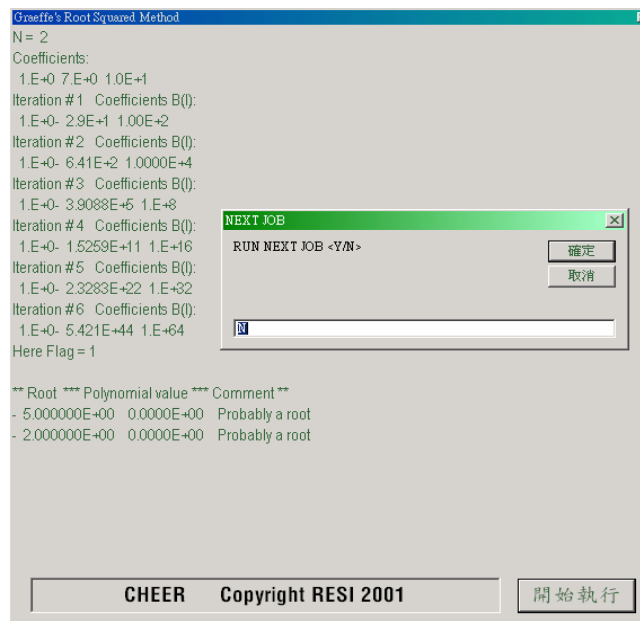 Graeffe's Root Squared Method
N = 2
Coefficients:
1.E+0 7.E+0 1.0E+1
Iteration # 1 Coefficients B(I):
1.E+0- 2.9E+1 1.00E+2
Iteration #2 Coefficients B(I):
1.E+0- 6.41E+2 1.0000E+4
Iteration #3 Coefficients B(I):
1.E+0- 3.9088E+5 1.E+8
Iteration #4 Coefficients B(I):
1.E+0- 1.5259E+11 1.E+16
Iteration #5 Coefficients B(I):
1.E+0- 2.3283E+22 1.E+32
Iteration #6 Coefficients B(I):
1.E+0- 5.421E+44 1.E+64
Here Flag = 1
NEXT JOB
RUN NEXT JOB <Y/N>
確定
取消
N
** Root *** Polynomial value *** Comment **
- 5.000000E+00 0.0000E+00 Probably a root
- 2.000000E+00 0.0000E+00 Probably a root
CHEER Copyright RESI 2001
開始執行